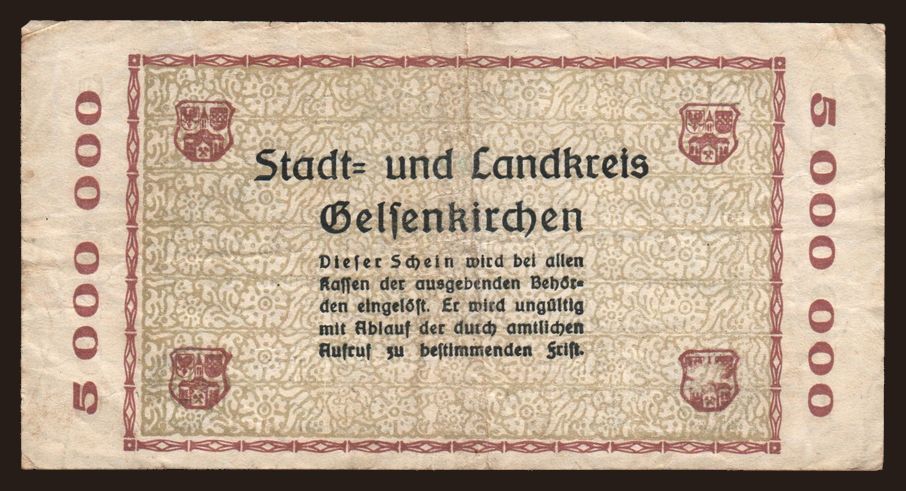 5 000 000
Stadt= und Landkreis
Gelſenkirchen
Dieſer Schein wird bei allen
Kaſſen der ausgebenden Behör=
den eingelöſt. Er wird ungültig
mit Ablauf der durch amtlichen
Aufruf zu beſtimmenden Friſt.
5 000 000